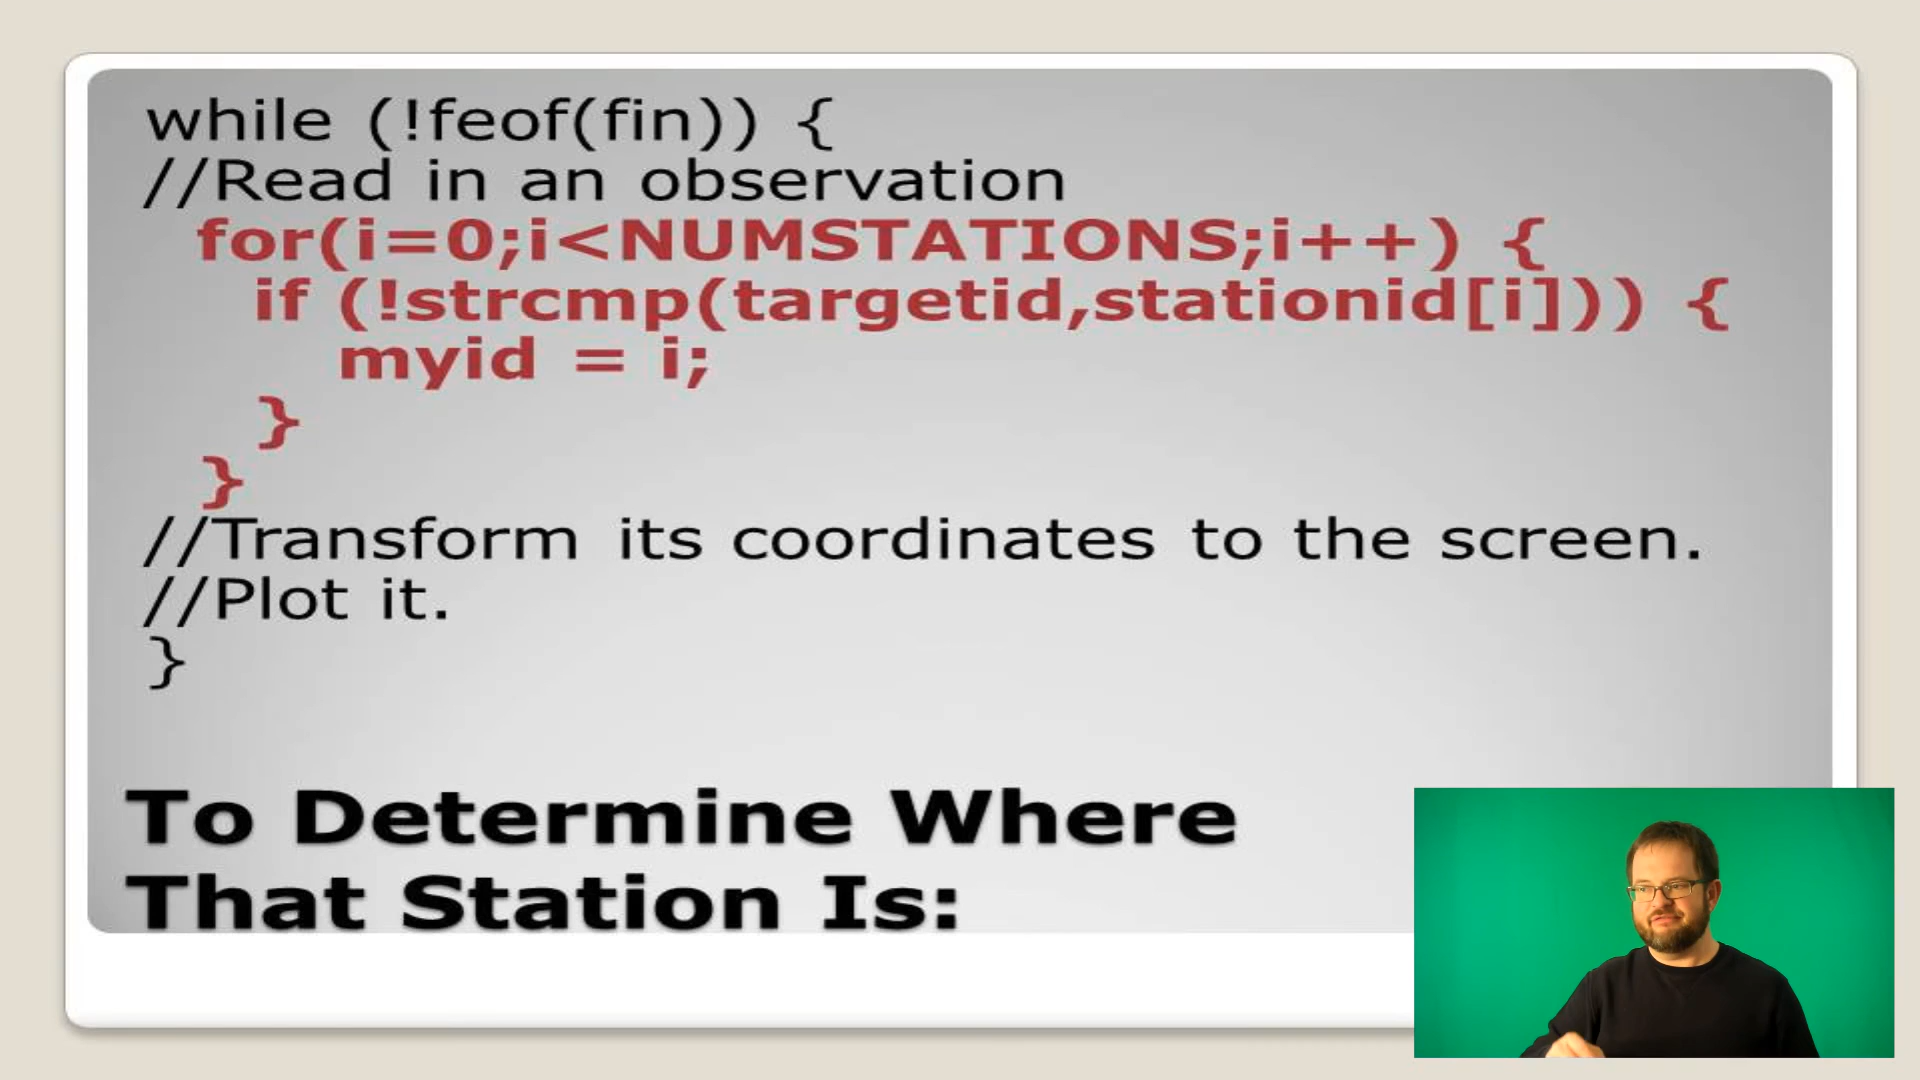 while (!feof(fin)) {
//Read in an observation
for(i=0;i<NUMSTATIONS;i++) {
if (!strcmp(targetid,stationid[i])) {
myid = i;
}
}
//Transform its coordinates to the screen.
//Plot it.
}
To Determine Where
That Station Is: